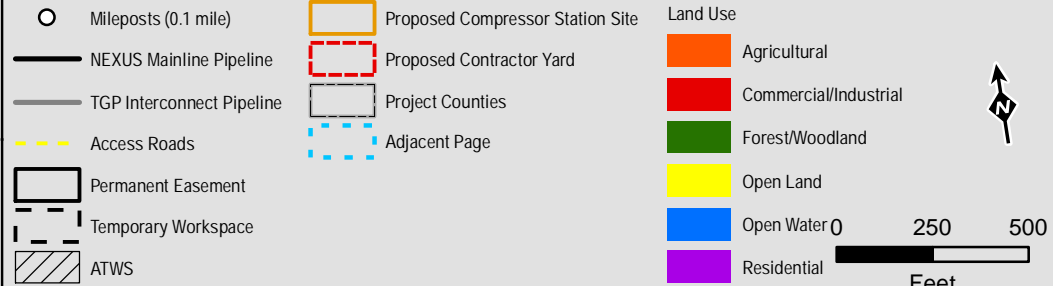 Mileposts (0.1 mile)
NEXUS Mainline Pipeline
TGP Interconnect Pipeline
Access Roads
Permanent Easement
Temporary Workspace
ATWS
Proposed Compressor Station Site
Proposed Contractor Yard
Project Counties
Adjacent Page
Land Use
Agricultural
Commercial/Industrial
Forest/Woodland
Open Land
Open Water
Residential
N
0 250 500
Feet